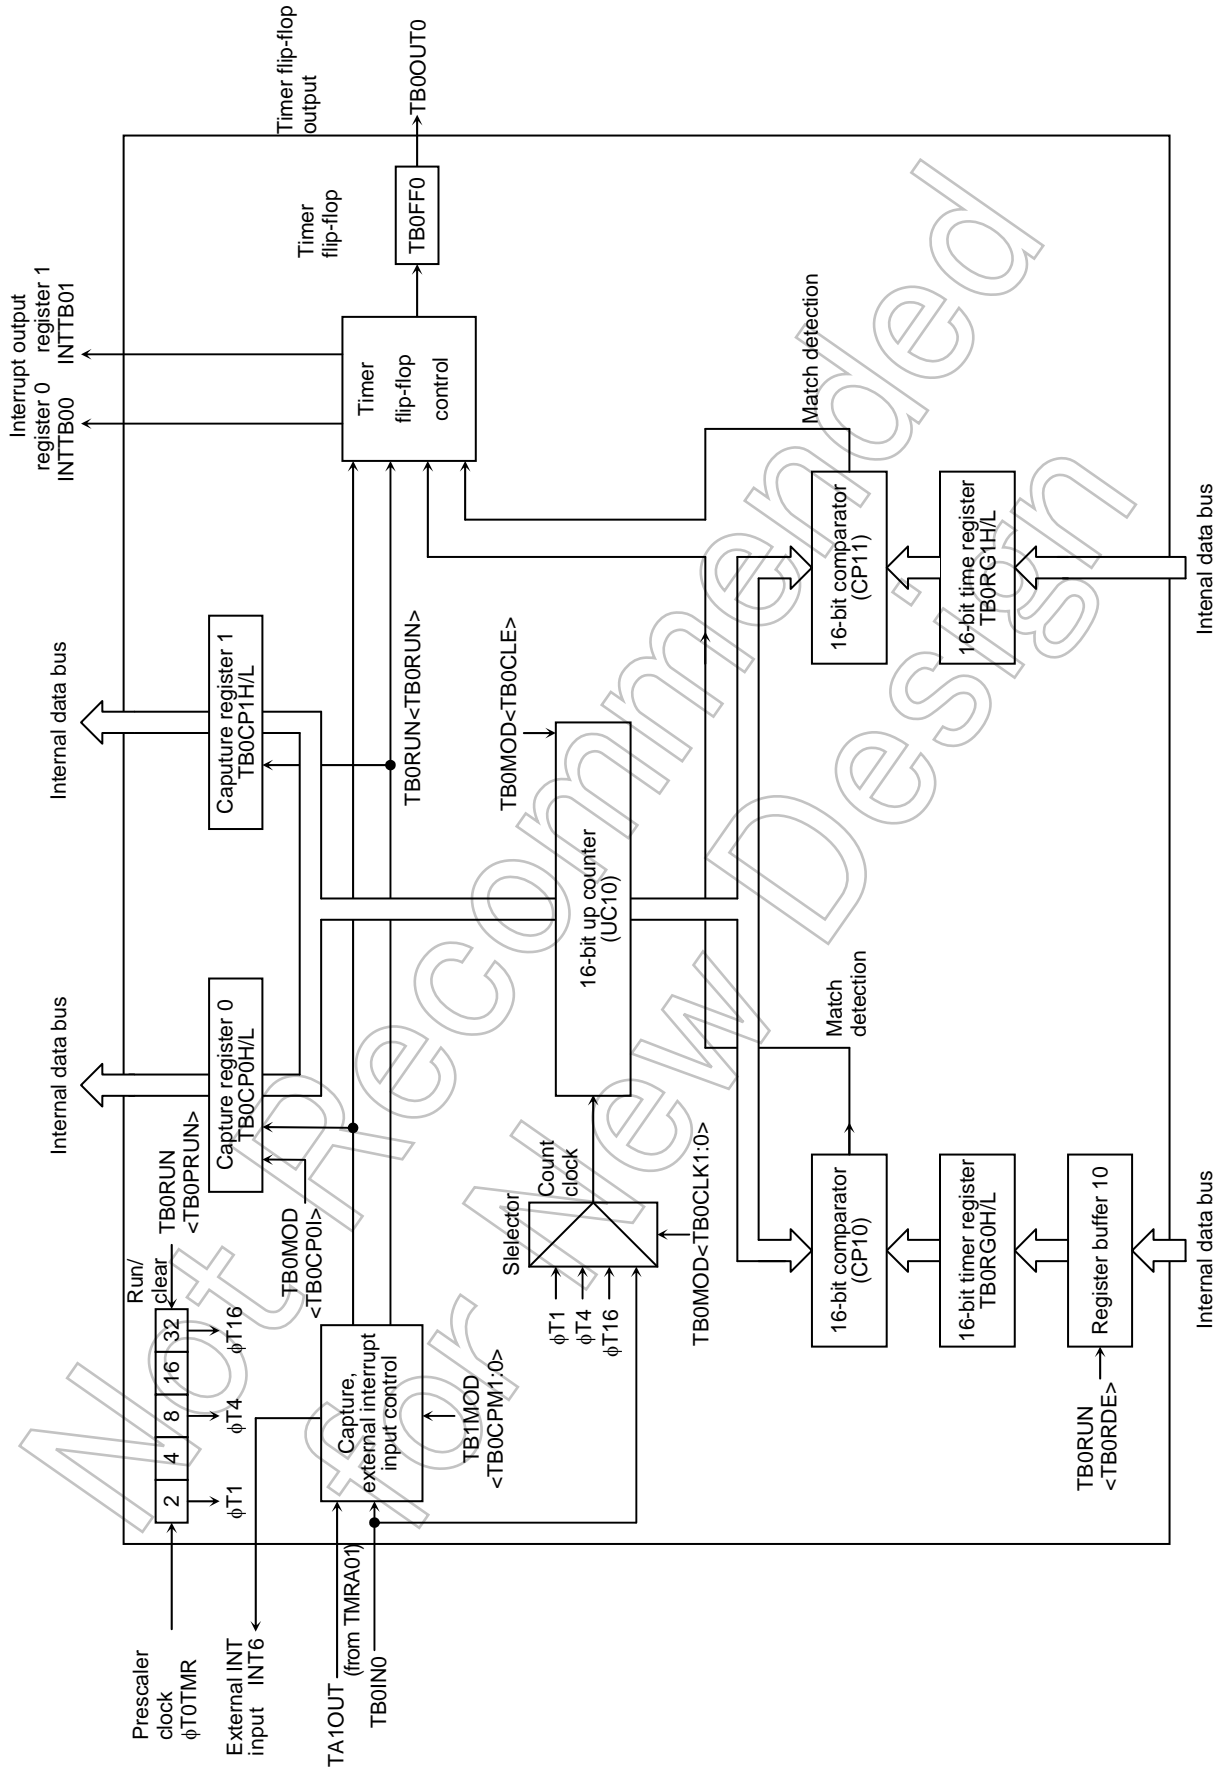 Prescaler
clock
φT0TMR
2 4 8 16 32
φT1
φT4
φT16
Run/
clear
TB0RUN
<TB0PRUN>
External INT
input INT6
TA1OUT
(from TMRA01)
TB0IN0
Capture,
external interrupt
input control
TB1MOD
<TB0CPM1:0>
TB0MOD
<TB0CP0I>
Internal data bus
Capture register 0
TB0CP0H/L
Internal data bus
Caputure register 1
TB0CP1H/L
TB0RUN<TB0RUN>
Interrupt output
register 0 register 1
INTTB00 INTTB01
Timer
flip-flop
control
Timer
flip-flop
TB0FF0
Timer flip-flop
output
TB0OUT0
Slelector
φT1
φT4
φT16
Count
clock
TB0MOD<TB0CLK1:0>
16-bit up counter
(UC10)
TB0MOD<TB0CLE>
Match
detection
Match detection
16-bit comparator
(CP10)
16-bit timer register
TB0RG0H/L
Register buffer 10
TB0RUN
<TB0RDE>
Internal data bus
16-bit comparator
(CP11)
16-bit time register
TB0RG1H/L
Intenal data bus
Not Recommended
for New Design